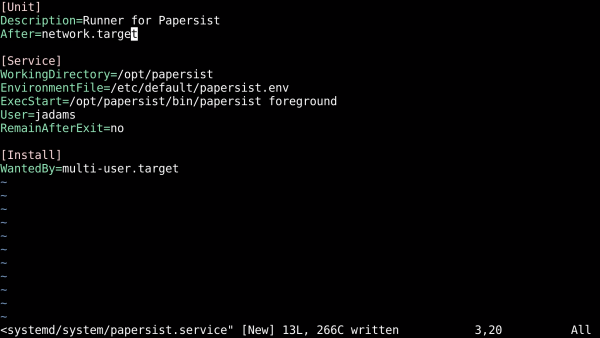 [Unit]
Description=Runner for Papersist
After=network.target
[Service]
WorkingDirectory=/opt/papersist
EnvironmentFile=/etc/default/papersist.env
ExecStart=/opt/papersist/bin/papersist foreground
User=jadams
RemainAfterExit=no
[Install]
WantedBy=multi-user.target
~
~
~
~
~
~
~
~
~
~
~
<systemd/system/papersist.service" [New] 13L, 266C written 3,20 All